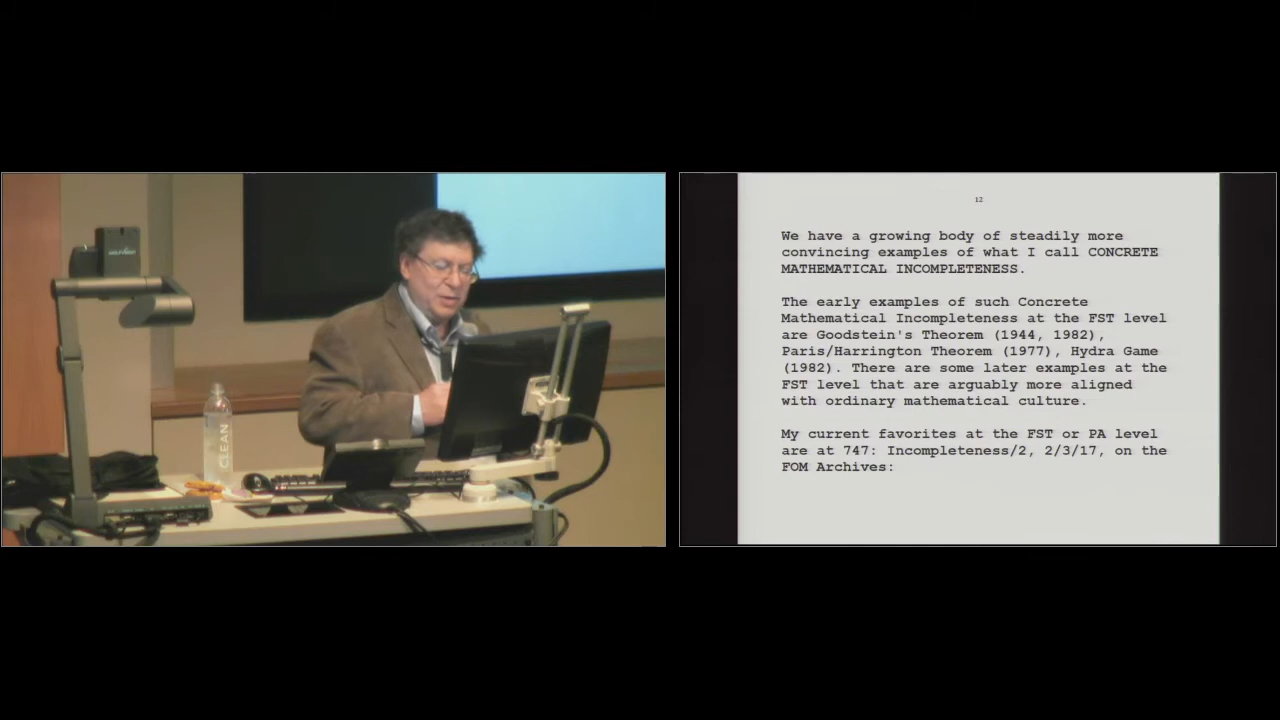 CLEAN
12
We have a growing body of steadily more
convincing examples of what I call CONCRETE
MATHEMATICAL INCOMPLETENESS.
The early examples of such Concrete
Mathematical Incompleteness at the FST level
are Goodstein's Theorem (1944, 1982),
Paris/Harrington Theorem (1977), Hydra Game
(1982). There are some later examples at the
FST level that are arguably more aligned
with ordinary mathematical culture.
My current favorites at the FST or PA level
are at 747: Incompleteness/2, 2/3/17, on the
FOM Archives: